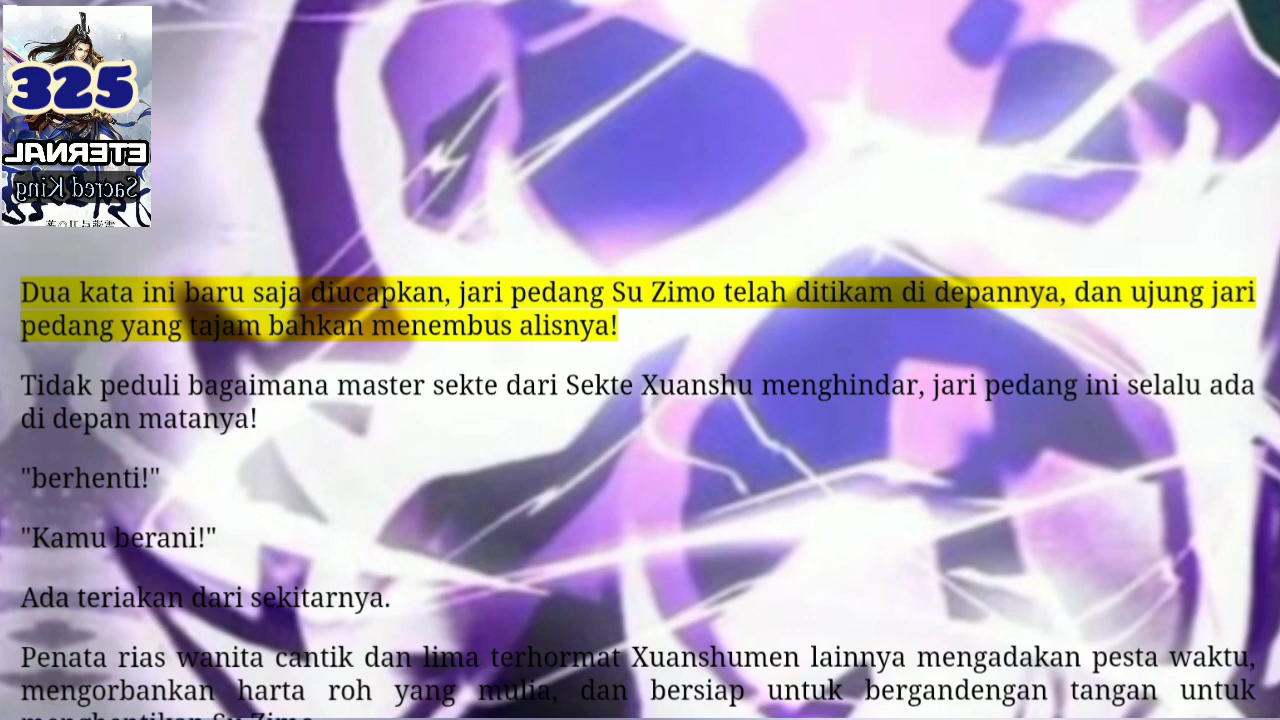 325
ETERNAL
Sacred King
Dua kata ini baru saja diucapkan, jari pedang Su Zimo telah ditikam di depannya, dan ujung jari
pedang yang tajam bahkan menembus alisnya!
Tidak peduli bagaimana master sekte dari Sekte Xuanshu menghindar, jari pedang ini selalu ada
di depan matanya!
"berhenti!"
"Kamu berani!"
Ada teriakan dari sekitarnya.
Penata rias wanita cantik dan lima terhormat Xuanshumen lainnya mengadakan pesta waktu,
mengorbankan harta roh yang mulia, dan bersiap untuk bergandengan tangan untuk
menghentikan Su Zimo.